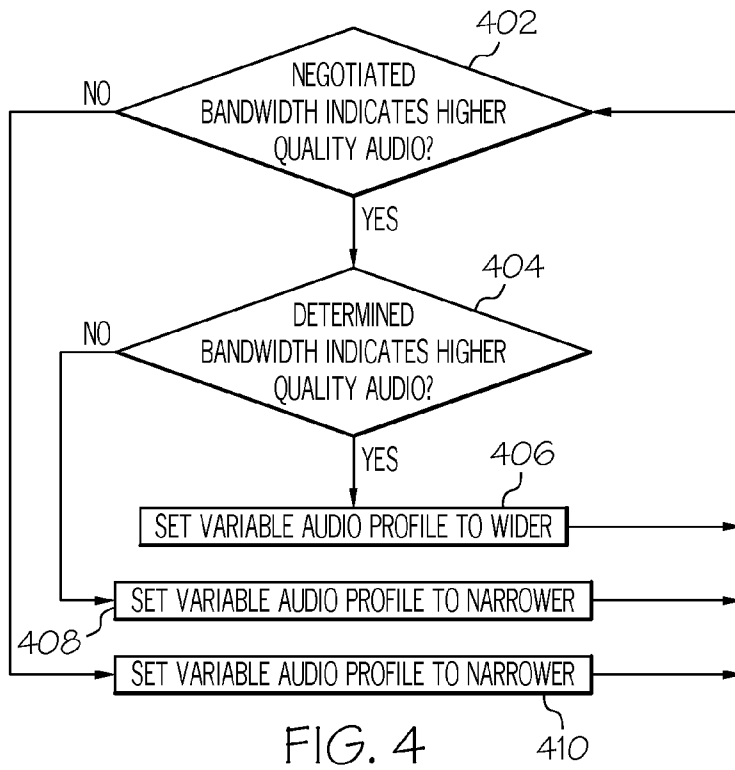 402
NO
NEGOTIATED
BANDWIDTH INDICATES HIGHER
QUALITY AUDIO?
YES
404
NO
DETERMINED
BANDWIDTH INDICATES HIGHER
QUALITY AUDIO?
YES
406
SET VARIABLE AUDIO PROFILE TO WIDER
SET VARIABLE AUDIO PROFILE TO NARROWER
408
SET VARIABLE AUDIO PROFILE TO NARROWER
410
FIG. 4